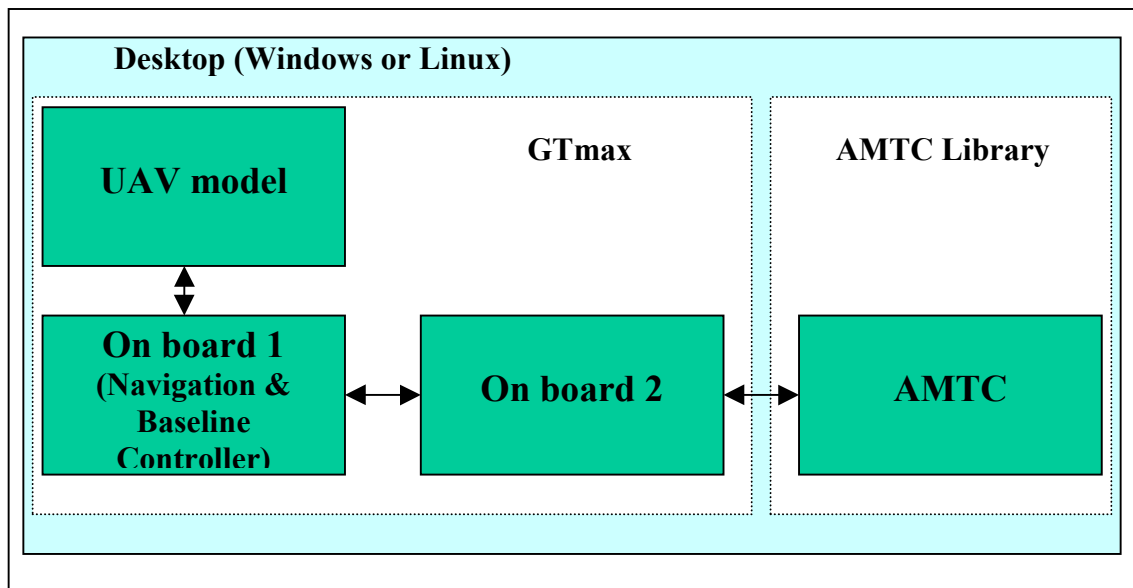 Desktop (Windows or Linux)
UAV model
GTmax
AMTC Library
On board 1
(Navigation &
Baseline
Controller)
On board 2
AMTC